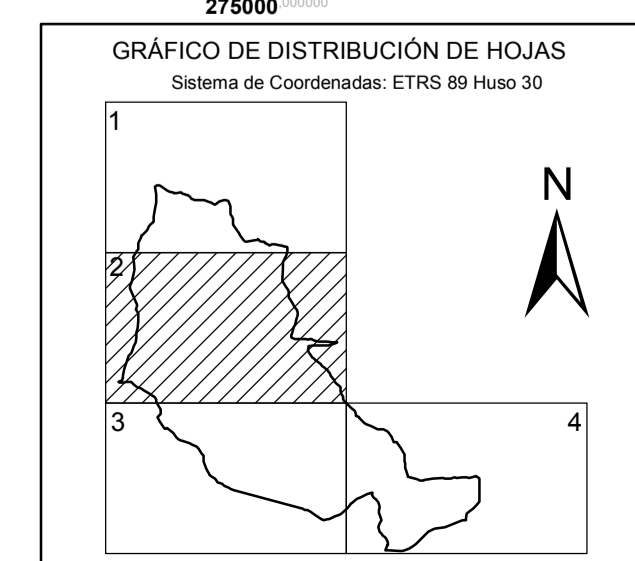 275000,000000
GRÁFICO DE DISTRIBUCIÓN DE HOJAS
Sistema de Coordenadas: ETRS 89 Huso 30
1
N
2
3
4